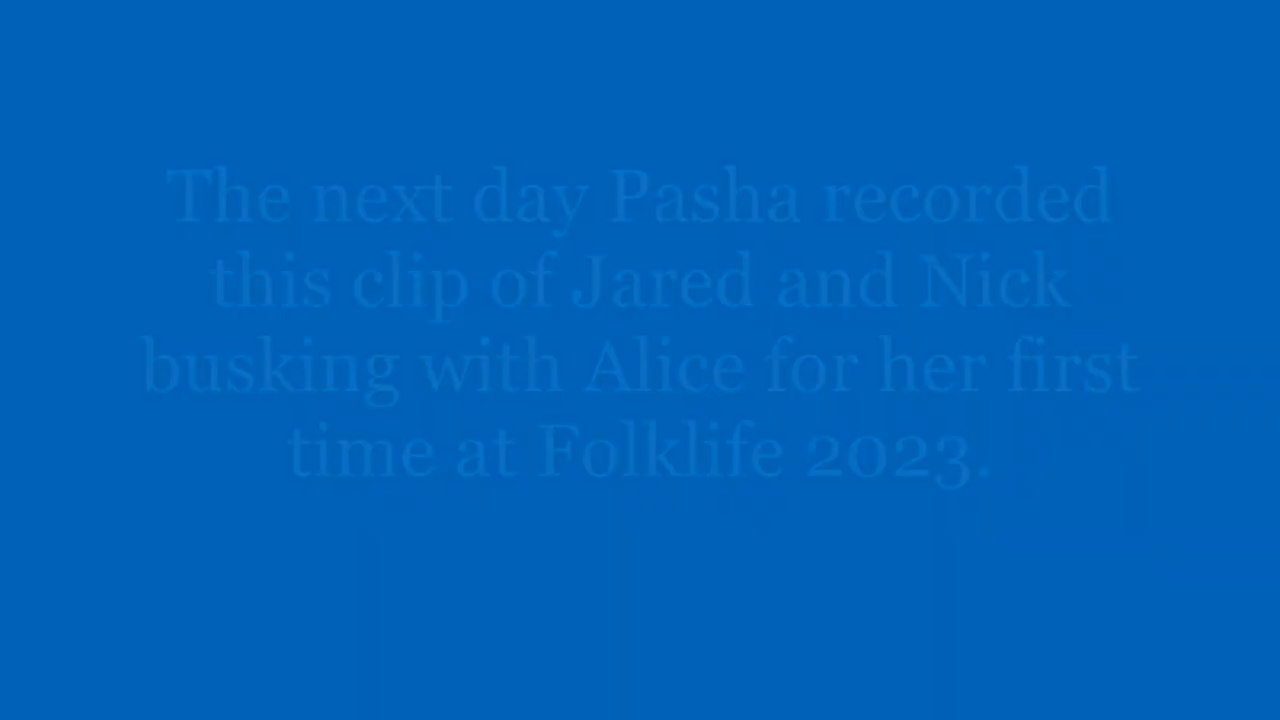 The next day Pasha recorded
this clip of Jared and Nick
busking with Alice for her first
time at Folklife 2023.